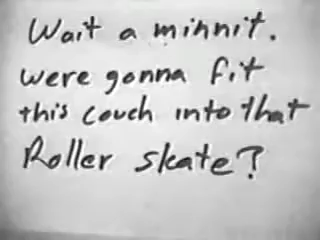 Wait a minnit.
were gonna fit
this couch into that
Roller skate?